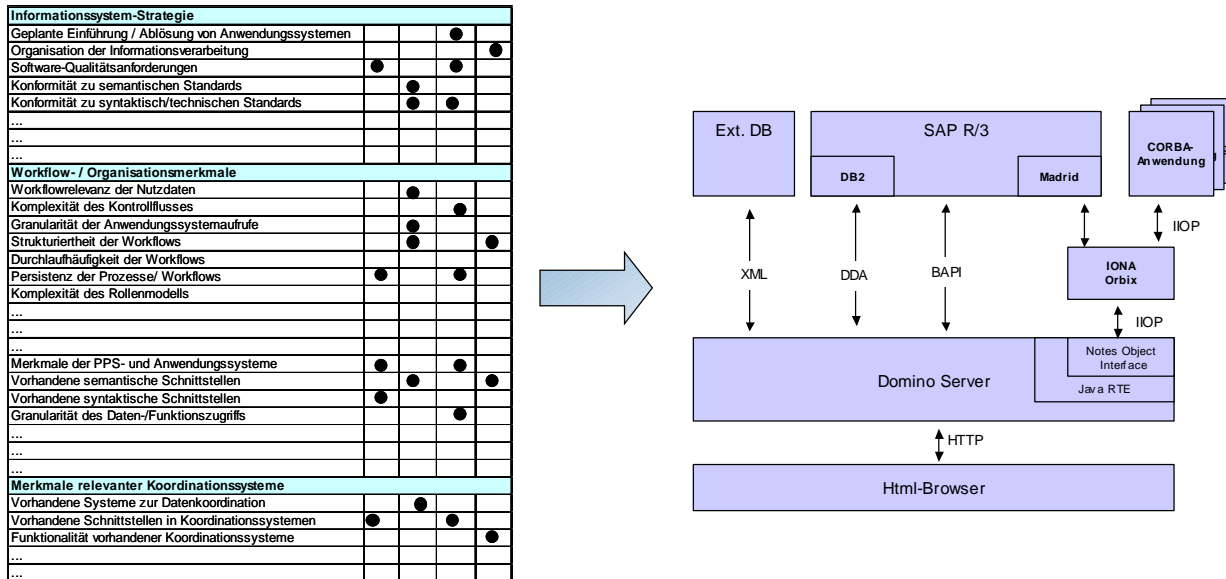 Informationssystem-Strategie
Geplante Einführung / Ablösung von Anwendungssystemen
Organisation der Informationsverarbeitung
Software-Qualitätsanforderungen
Konformität zu semantischen Standards
Konformität zu syntaktisch/technischen Standards
...
...
...
Workflow- / Organisationsmerkmale
Workflowrelevanz der Nutzdaten
Komplexität des Kontrollflusses
Granularität der Anwendungssystemaufrufe
Strukturiertheit der Workflows
Durchlaufhäufigkeit der Workflows
Persistenz der Prozesse/ Workflows
Komplexität des Rollenmodells
...
...
...
Merkmale der PPS- und Anwendungssysteme
Vorhandene semantische Schnittstellen
Vorhandene syntaktische Schnittstellen
Granularität des Daten-/Funktionszugriffs
...
...
...
Merkmale relevanter Koordinationssysteme
Vorhandene Systeme zur Datenkoordination
Vorhandene Schnittstellen in Koordinationssystemen
Funktionalität vorhandener Koordinationssysteme
...
...
Ext. DB
SAP R/3
DB2
Madrid
CORBA-
Anwendung
XML
DDA
BAPI
IIOP
IONA
Orbix
IIOP
Notes Object
Interface
Java RTE
Domino Server
HTTP
Html-Browser